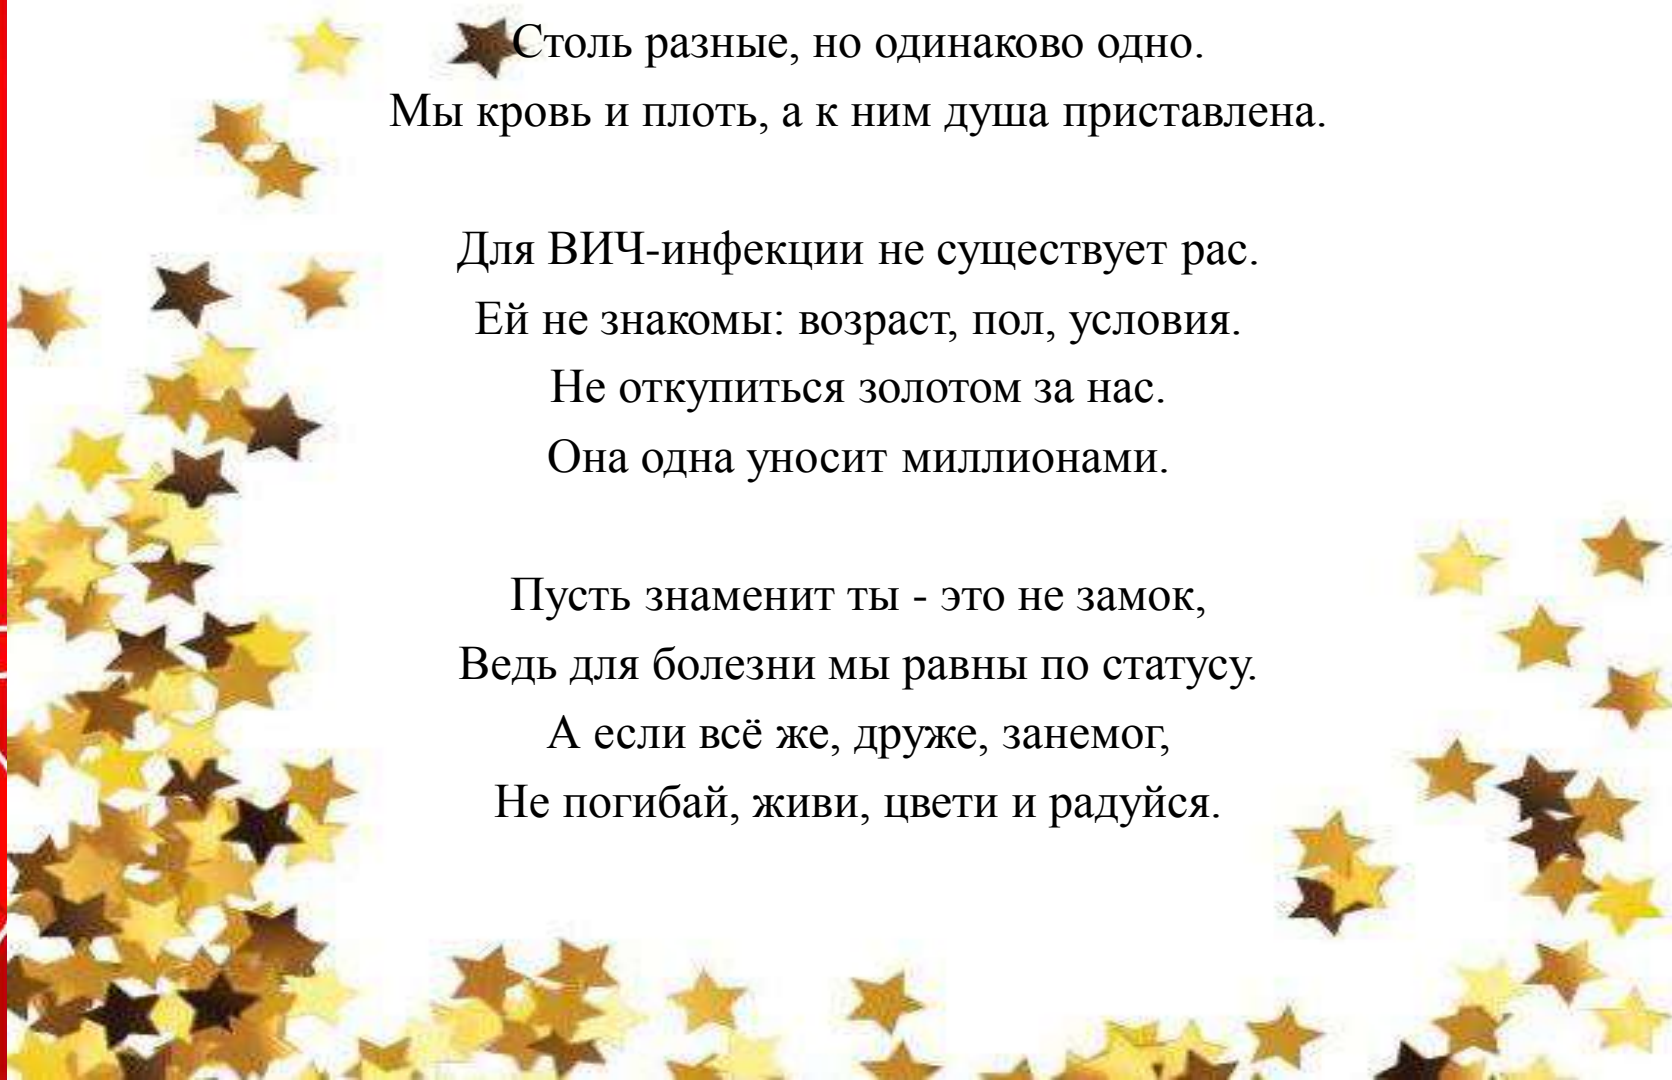 Столь разные, но одинаково одно.
Мы кровь и плоть, а к ним душа приставлена.
Для ВИЧ-инфекции не существует рас.
Ей не знакомы: возраст, пол, условия.
Не откупиться золотом за нас.
Она одна уносит миллионами.
Пусть знаменит ты - это не замок,
Ведь для болезни мы равны по статусу.
А если всё же, друже, занемог,
Не погибай, живи, цвети и радуйся.